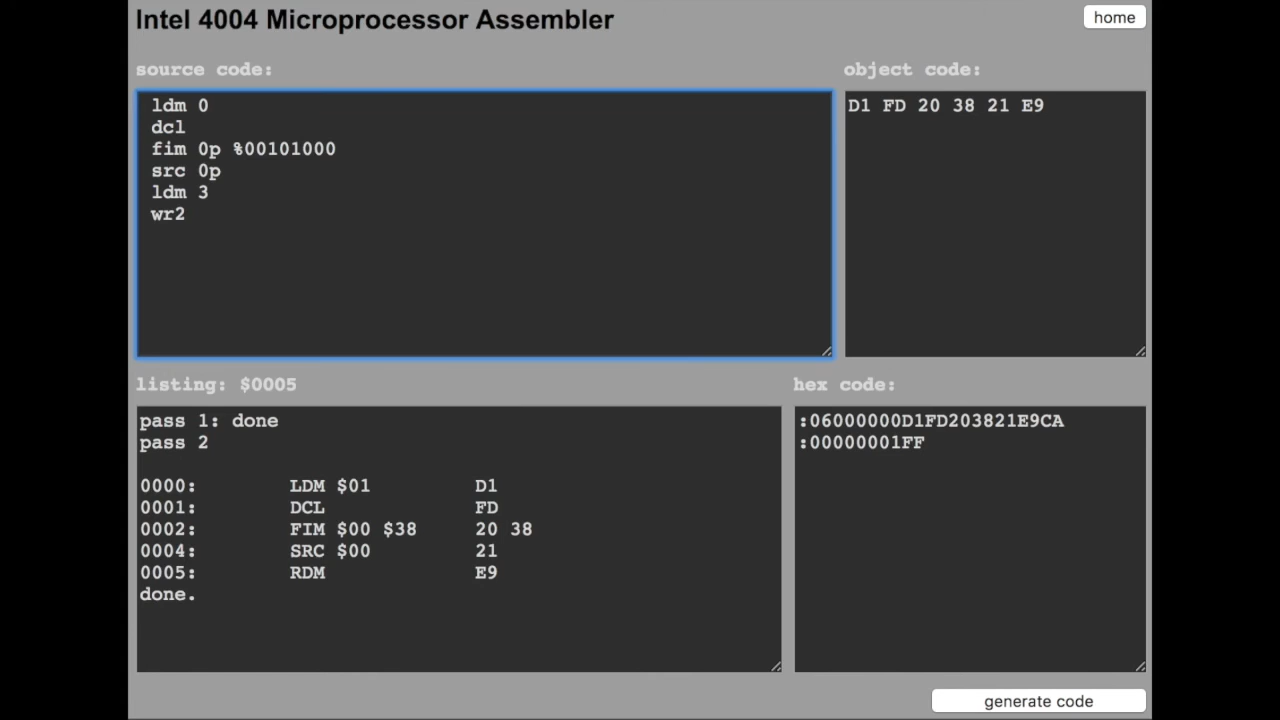 Intel 4004 Microprocessor Assembler
home
source code:
object code:
ldm 0
dcl
fim 0p %00101000
src 0p
ldm 3
wr2
D1 FD 20 38 21 E9
listing: $0005
hex code:
pass 1: done
pass 2
0000: LDM $01 D1
0001: DCL FD
0002: FIM $00 $38 20 38
0004: SRC $00 21
0005: RDM E9
done.
:06000000D1FD203821E9CA
:00000001FF
generate code